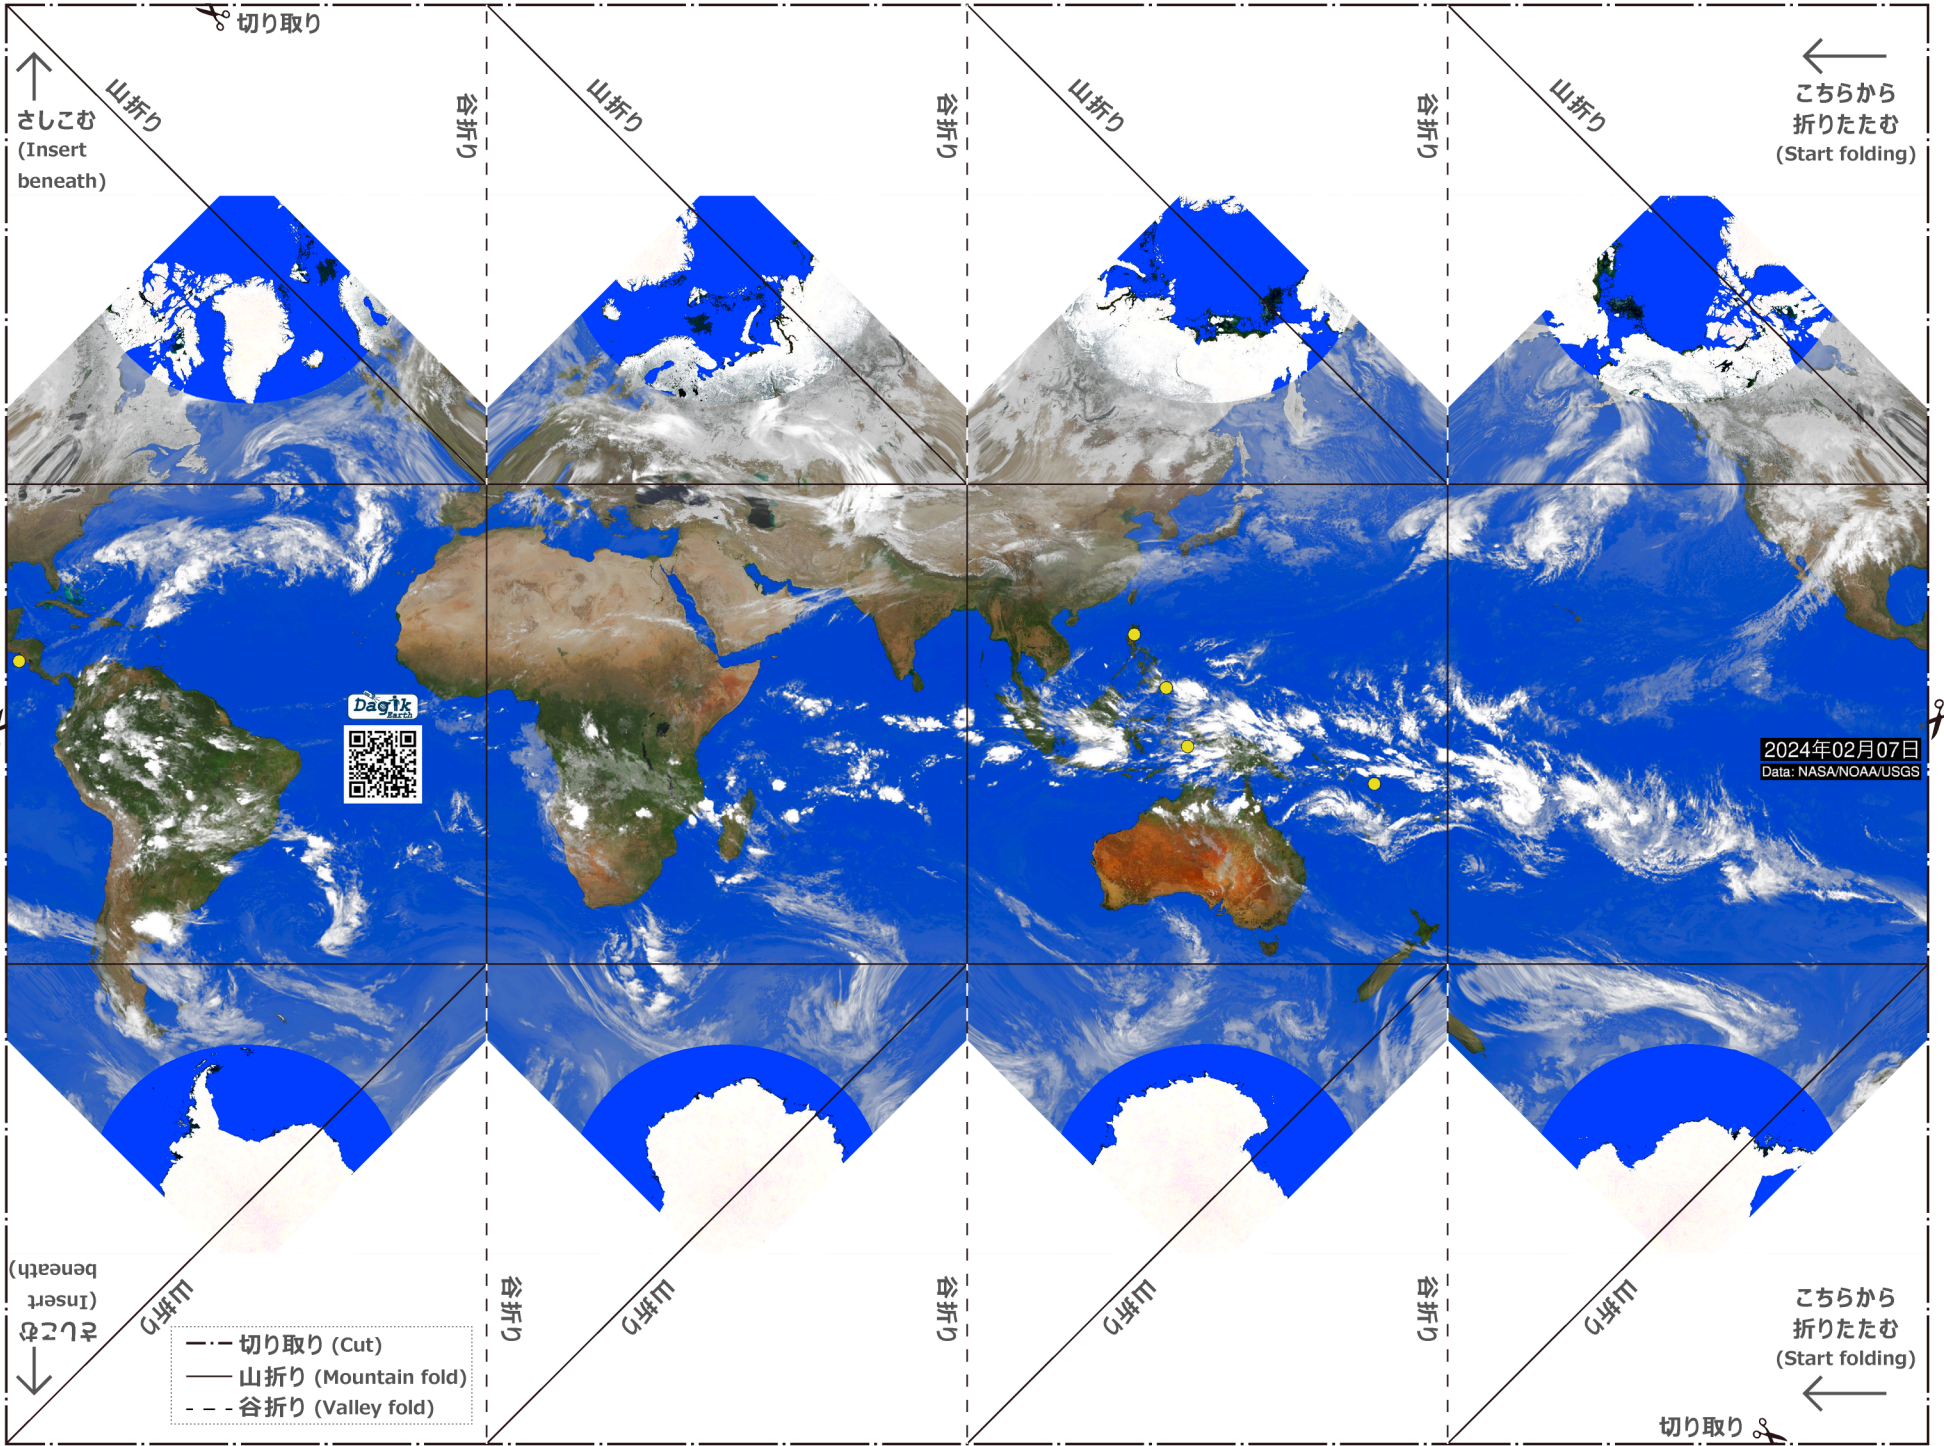 切り取り
山折り
谷折り
山折り
谷折り
山折り
谷折り
山折り
さしこむ
(Insert
beneath)
こちらから
折りたたむ
(Start folding)
Dagik
Earth
2024年02月07日
Data: NASA/NOAA/USGS
さしこむ
(Insert
beneath)
山折り
谷折り
山折り
谷折り
山折り
谷折り
山折り
切り取り (Cut)
山折り (Mountain fold)
谷折り (Valley fold)
こちらから
折りたたむ
(Start folding)
切り取り